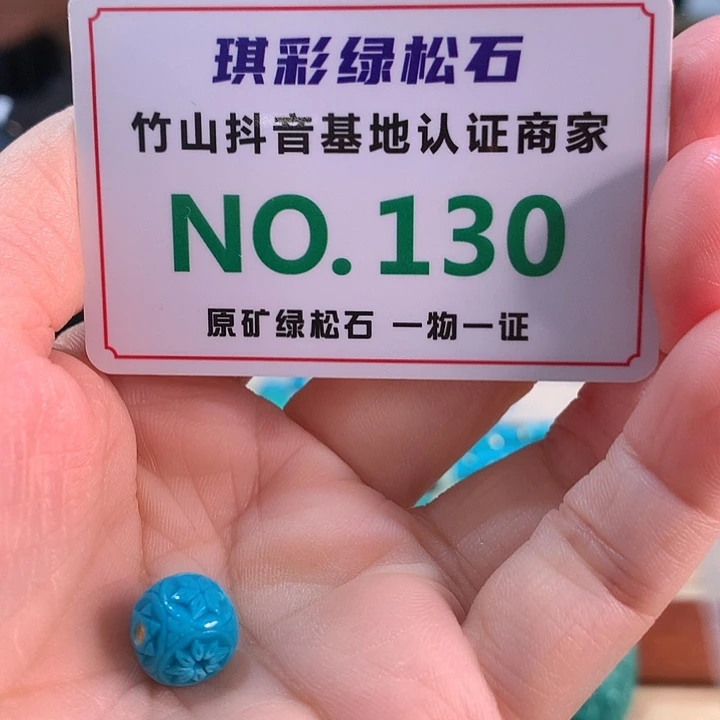 琪彩绿松石
竹山抖音基地认证商家
NO.130
原矿绿松石 一物一证